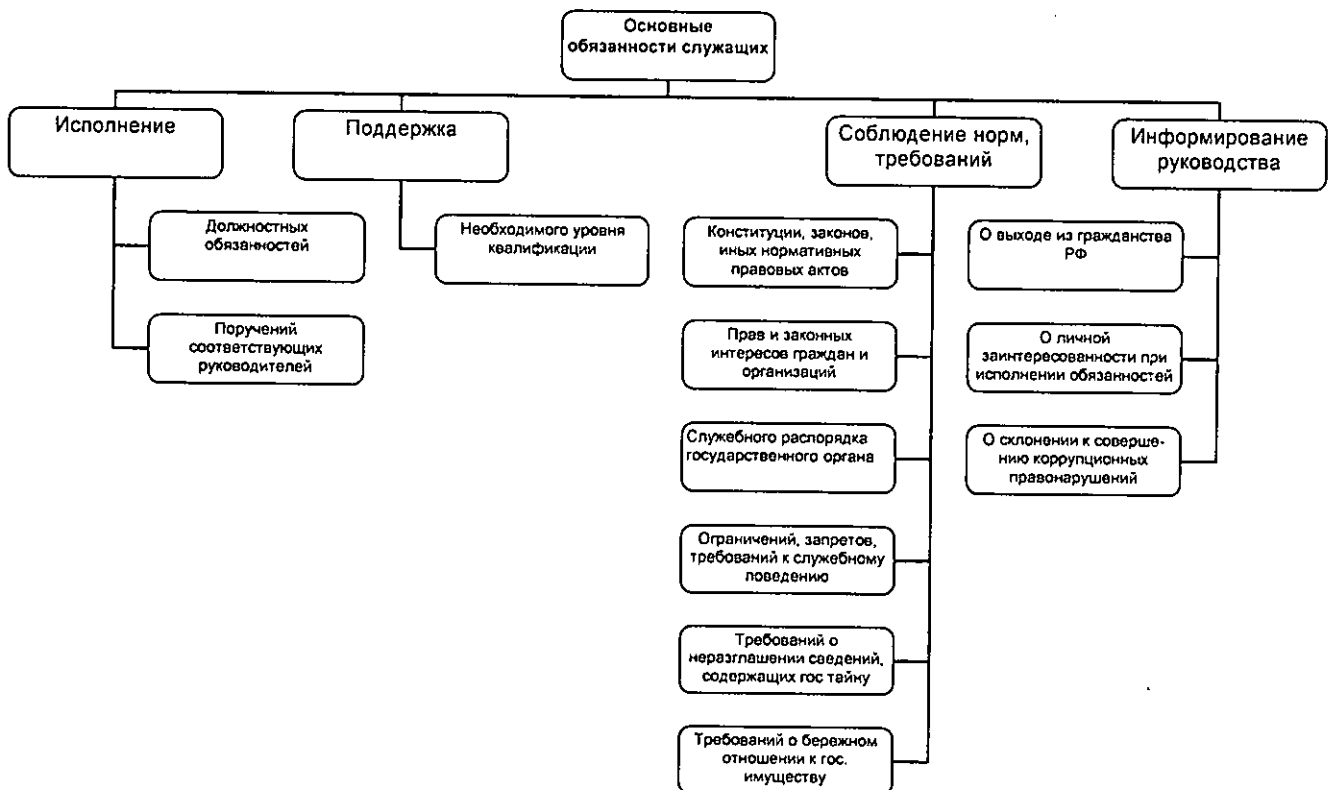 Основные
обязанности служащих
Исполнение
Должностных
обязанностей
Поручений
соответствующих
руководителей
Поддержка
Необходимого уровня
квалификации
Соблюдение норм,
требований
Конституции, законов,
иных нормативных
правовых актов
Прав и законных
интересов граждан и
организаций
Служебного распорядка
государственного органа
Ограничений, запретов,
требований к служебному
поведению
Требований о
неразглашении сведений,
содержащих гос тайну
Требований о бережном
отношении к гос.
имуществу
Информирование
руководства
О выходе из гражданства
РФ
О личной
заинтересованности при
исполнении обязанностей
О склонении к соверше-
нию коррупционных
правонарушений